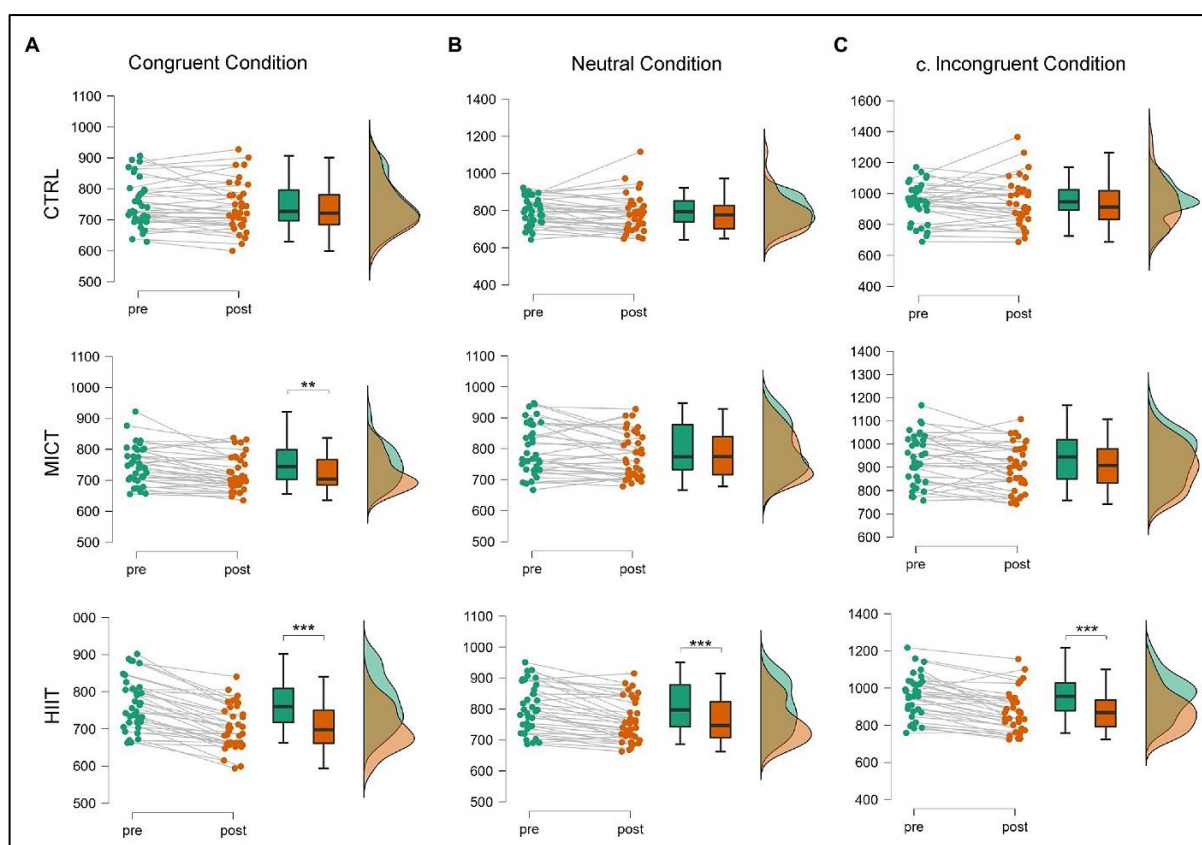 A
B
C
Congruent Condition
Neutral Condition
c. Incongruent Condition
CTRL
1100
1000
900
800
700
600
500
pre
post
1400
1200
1000
800
600
400
pre
post
1600
1400
1200
1000
800
600
400
pre
post
MICT
1100
1000
900
800
700
600
500
**
pre
post
1100
1000
900
800
700
600
500
pre
post
1400
1300
1200
1100
1000
900
800
700
600
pre
post
HIIT
000
900
800
700
600
500
***
pre
post
1100
1000
900
800
700
600
500
***
pre
post
1400
1200
1000
800
600
400
***
pre
post